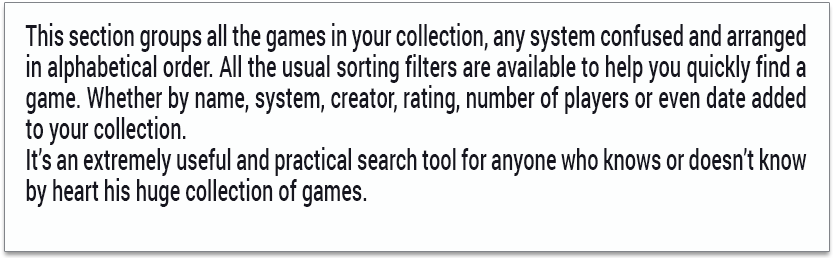 This section groups all the games in your collection, any system confused and arranged
in alphabetical order. All the usual sorting filters are available to help you quickly find a
game. Whether by name, system, creator, rating, number of players or even date added
to your collection.
It’s an extremely useful and practical search tool for anyone who knows or doesn’t know
by heart his huge collection of games.